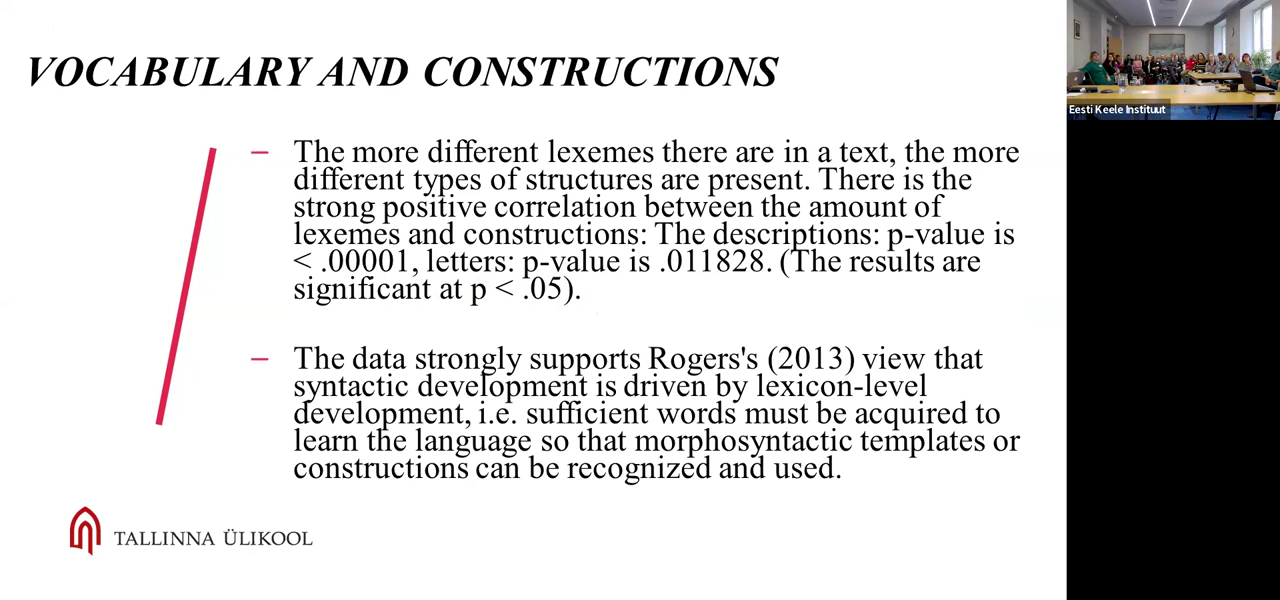 VOCABULARY AND CONSTRUCTIONS
– The more different lexemes there are in a text, the more
different types of structures are present. There is the
strong positive correlation between the amount of
lexemes and constructions: The descriptions: p-value is
< .00001, letters: p-value is .011828. (The results are
significant at p < .05).
– The data strongly supports Rogers's (2013) view that
syntactic development is driven by lexicon-level
development, i.e. sufficient words must be acquired to
learn the language so that morphosyntactic templates or
constructions can be recognized and used.
TALLINNA ÜLIKOOL
Eesti Keele Instituut